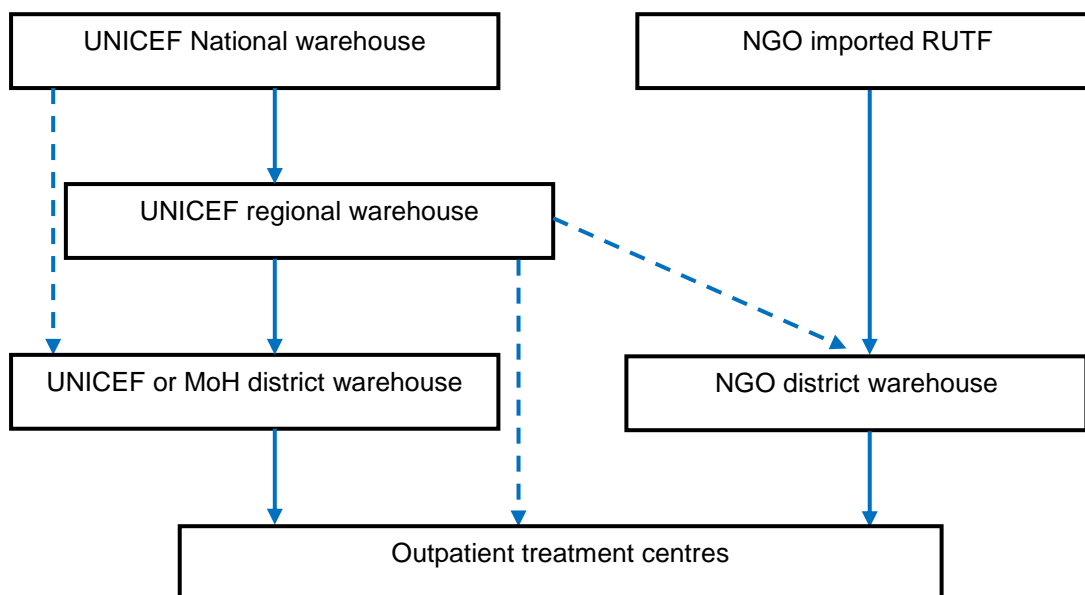 UNICEF National warehouse
NGO imported RUTF
UNICEF regional warehouse
UNICEF or MoH district warehouse
NGO district warehouse
Outpatient treatment centres